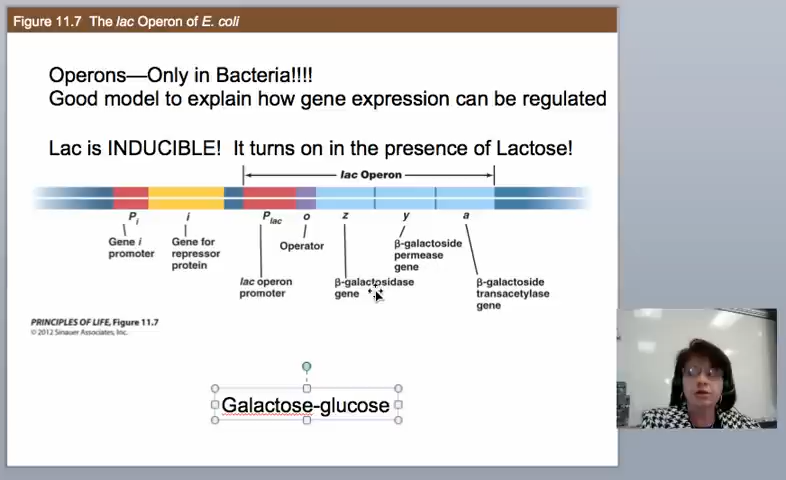 Figure 11.7 The lac Operon of E. coli
Operons—Only in Bacteria!!!!
Good model to explain how gene expression can be regulated
Lac is INDUCIBLE! It turns on in the presence of Lactose!
lac Operon
Pi i Plac o z y a
Gene i
promoter
Gene for
repressor
protein
Operator
lac operon
promoter
β-galactosidase
gene
β-galactoside
permease
gene
β-galactoside
transacetylase
gene
PRINCIPLES OF LIFE, Figure 11.7
© 2012 Sinauer Associates, Inc.
Galactose-glucose